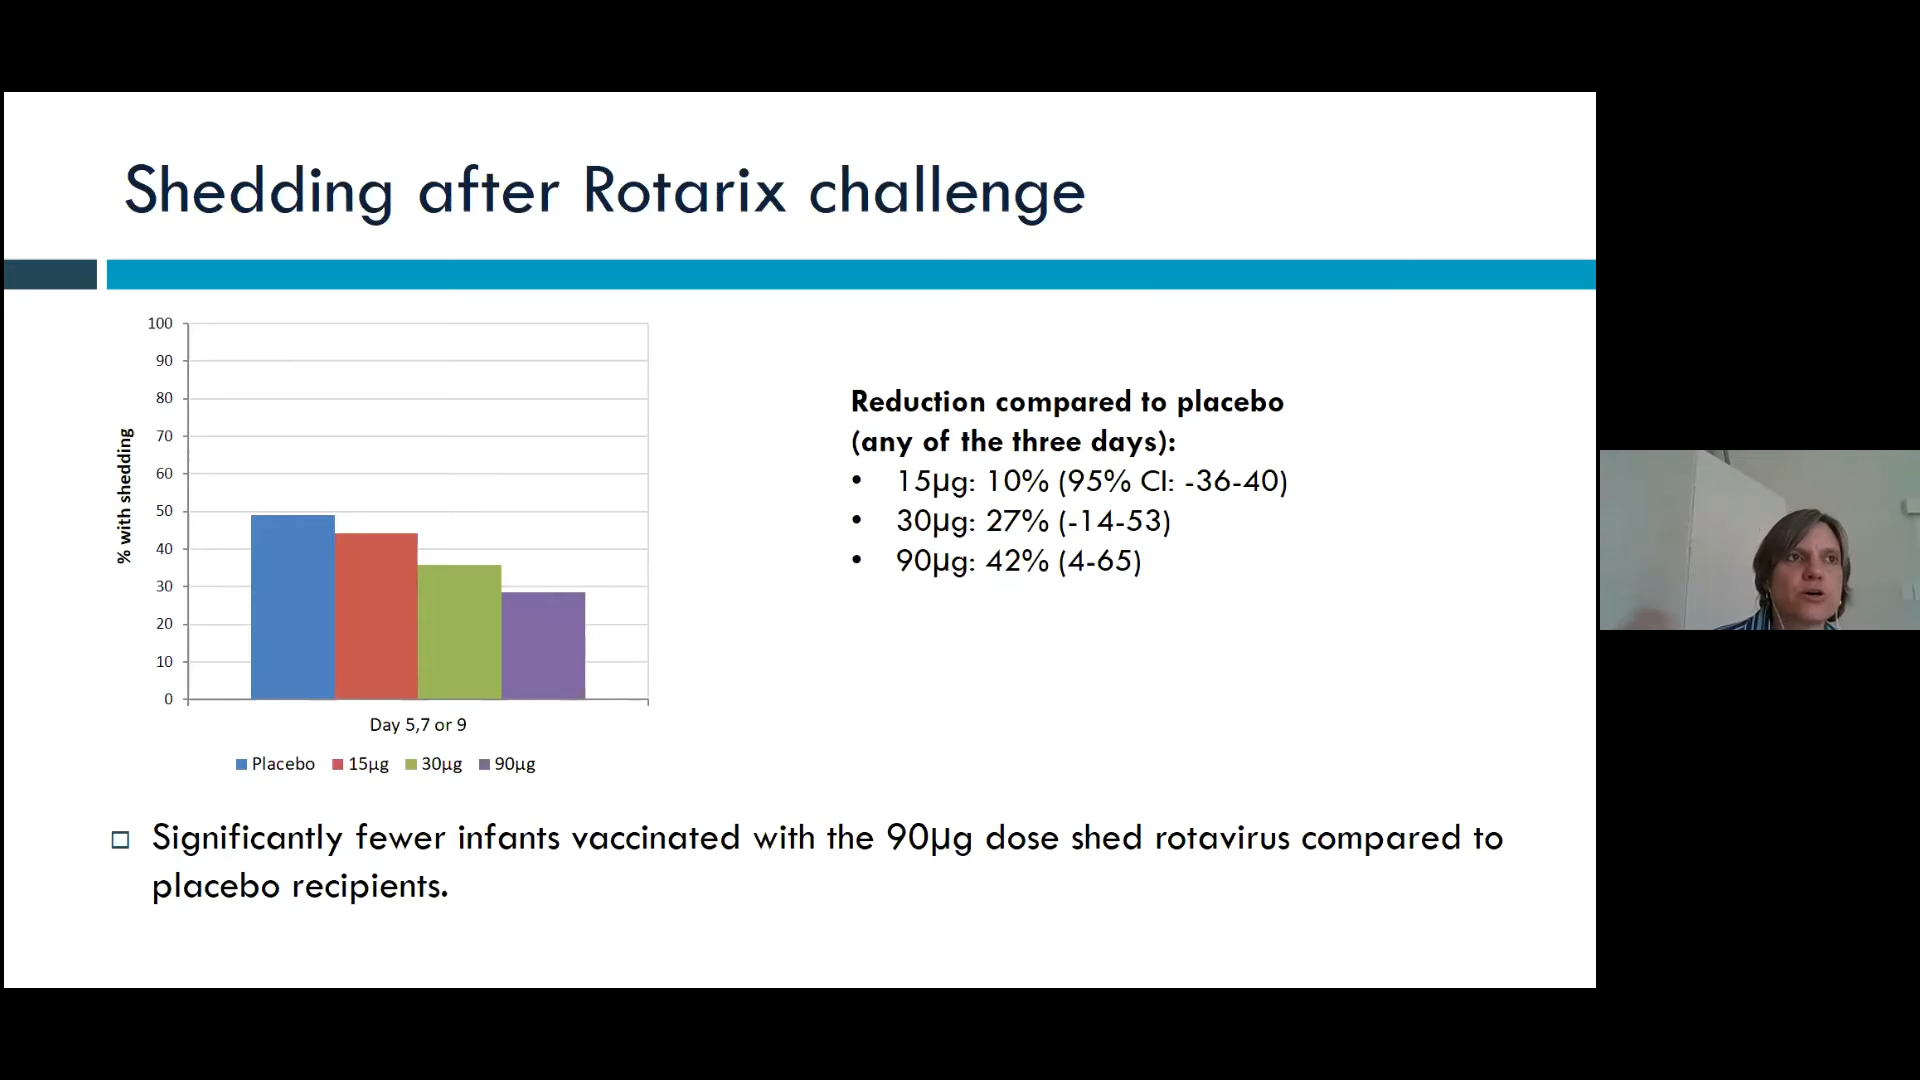 Shedding after Rotarix challenge
100
90
80
70
60
50
40
30
20
10
0
% with shedding
Day 5,7 or 9
Placebo 15µg 30µg 90µg
Reduction compared to placebo
(any of the three days):
• 15µg: 10% (95% CI: -36-40)
• 30µg: 27% (-14-53)
• 90µg: 42% (4-65)
Significantly fewer infants vaccinated with the 90µg dose shed rotavirus compared to
placebo recipients.